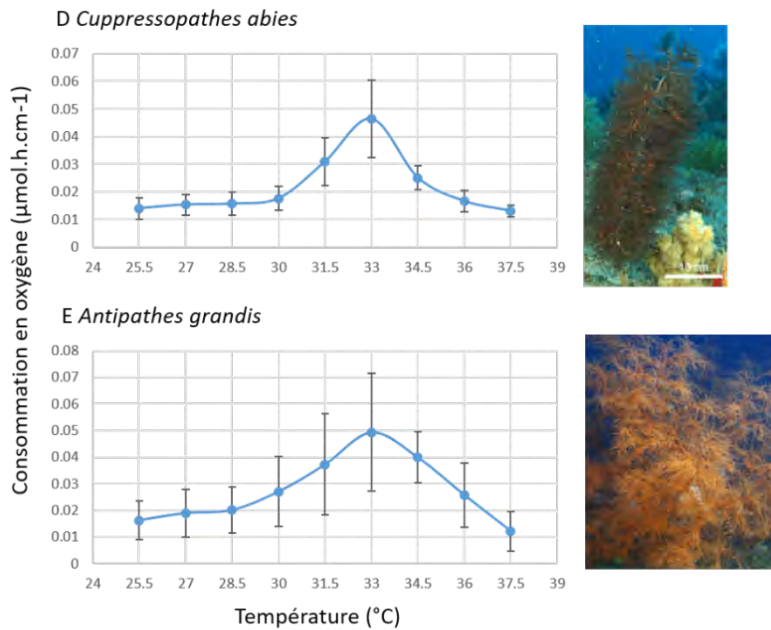 D Cuppressopathes abies
Consommation en oxygène (µmol.h.cm-1)
0.07
0.06
0.05
0.04
0.03
0.02
0.01
0
24 25.5 27 28.5 30 31.5 33 34.5 36 37.5 39
E Antipathes grandis
0.08
0.07
0.06
0.05
0.04
0.03
0.02
0.01
0
24 25.5 27 28.5 30 31.5 33 34.5 36 37.5 39
Température (°C)